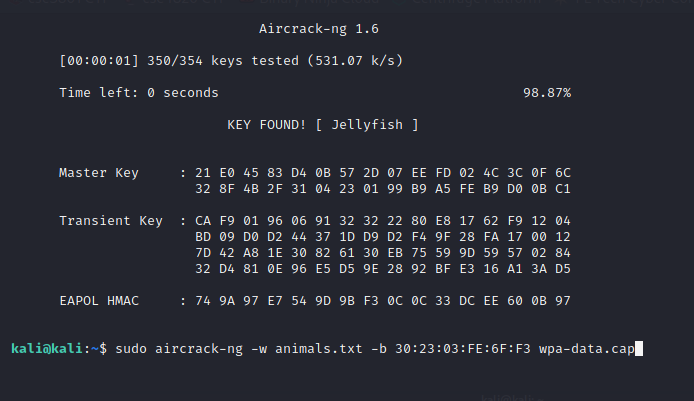 Aircrack-ng 1.6
[00:00:01] 350/354 keys tested (531.07 k/s)
Time left: 0 seconds 98.87%
KEY FOUND! [ Jellyfish ]
Master Key : 21 E0 45 83 D4 0B 57 2D 07 EE FD 02 4C 3C 0F 6C
32 8F 4B 2F 31 04 23 01 99 B9 A5 FE B9 D0 0B C1
Transient Key : CA F9 01 96 06 91 32 32 22 80 E8 17 62 F9 12 04
BD 09 D0 D2 44 37 1D D9 D2 F4 9F 28 FA 17 00 12
7D 42 A8 1E 30 82 61 30 EB 75 59 9D 59 57 02 84
32 D4 81 0E 96 E5 D5 9E 28 92 BF E3 16 A1 3A D5
EAPOL HMAC : 74 9A 97 E7 54 9D 9B F3 0C 0C 33 DC EE 60 0B 97
kali@kali:~$ sudo aircrack-ng -w animals.txt -b 30:23:03:FE:6F:F3 wpa-data.cap